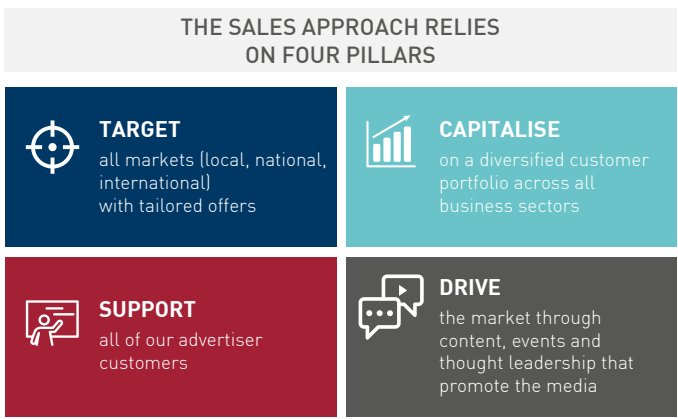 THE SALES APPROACH RELIES
ON FOUR PILLARS
TARGET
all markets (local, national,
international)
with tailored offers
CAPITALISE
on a diversified customer
portfolio across all
business sectors
SUPPORT
all of our advertiser
customers
DRIVE
the market through
content, events and
thought leadership that
promote the media